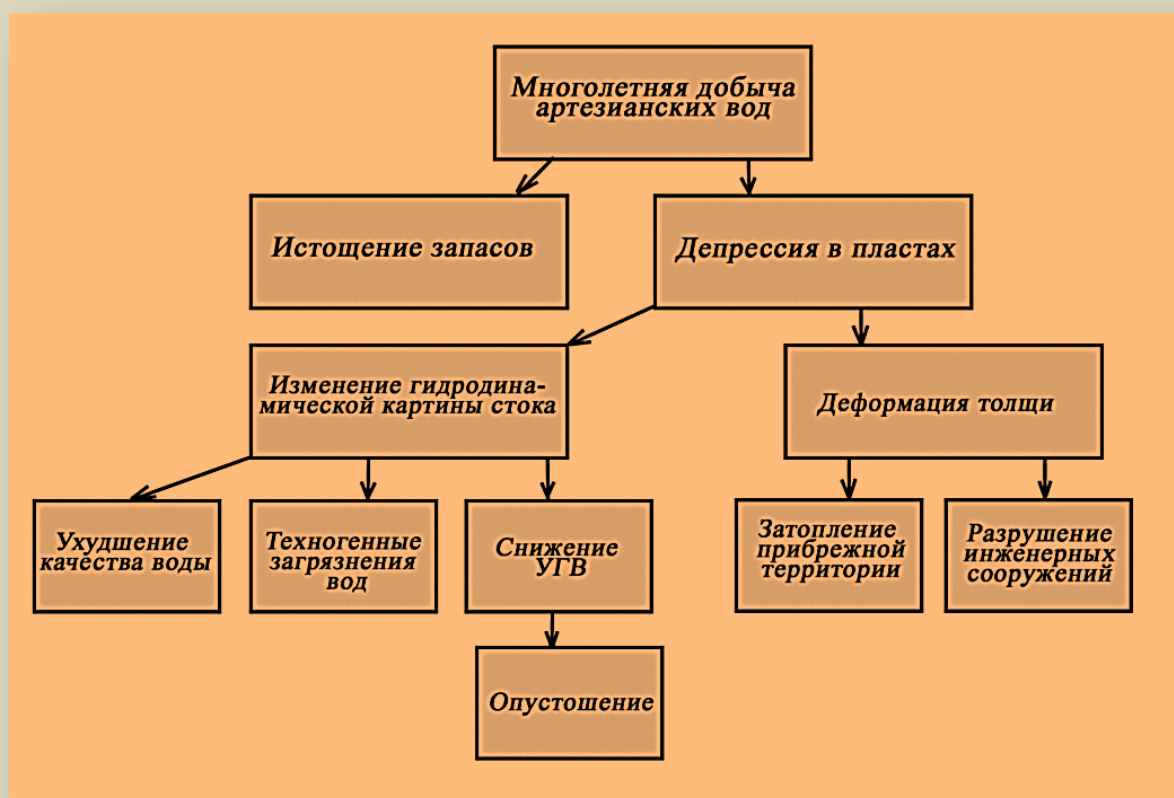 Многолетняя добыча
артезианских вод
Истощение запасов
Депрессия в пластах
Изменение гидродина-
мической картины стока
Деформация толщи
Ухудшение
качества воды
Техногенные
загрязнения
вод
Снижение
УГВ
Затопление
прибрежной
территории
Разрушение
инженерных
сооружений
Опустошение